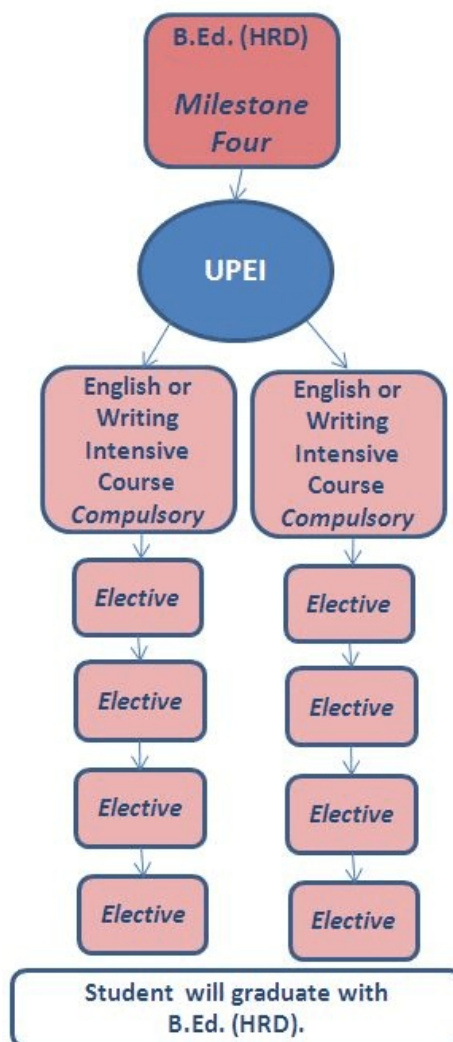 B.Ed. (HRD)
Milestone
Four
UPEI
English or
Writing
Intensive
Course
Compulsory
English or
Writing
Intensive
Course
Compulsory
Elective
Elective
Elective
Elective
Elective
Elective
Elective
Elective
Student will graduate with
B.Ed. (HRD).